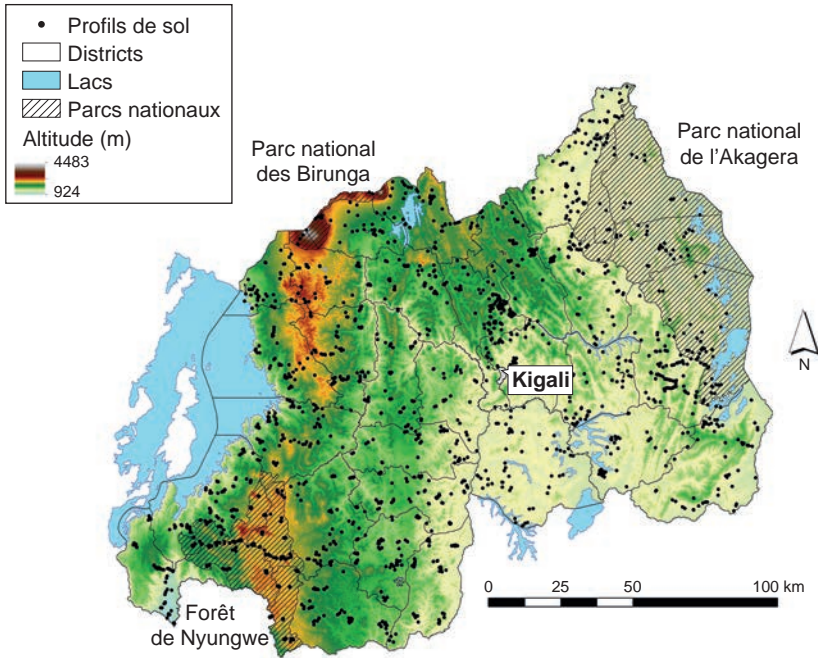 Profils de sol
Districts
Lacs
Parcs nationaux
Altitude (m)
4483
924
Parc national
des Birunga
Parc national
de l'Akagera
N
Kigali
0 25 50 100 km
Forêt
de Nyungwe